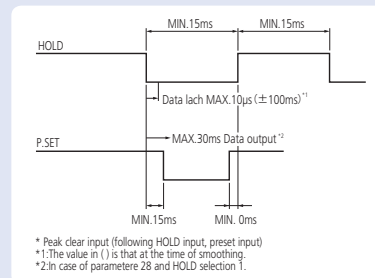 MIN.15ms MIN.15ms
HOLD
Data lach MAX.10μs (±100ms)*1
MAX.30ms Data output*2
P.SET
MIN.15ms MIN. 0ms
* Peak clear input (following HOLD input, preset input)
*1:The value in ( ) is that at the time of smoothing.
*2:In case of parametere 28 and HOLD selection 1.